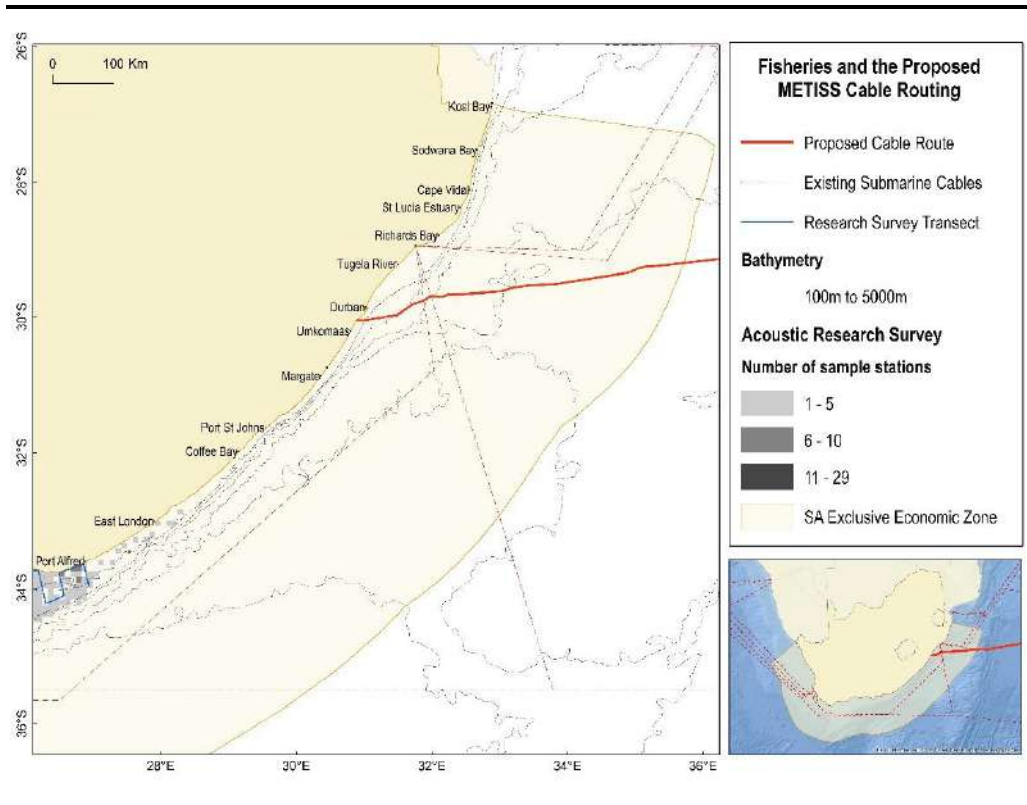 26°S
28°S
30°S
32°S
34°S
36°S
0 100 Km
Kosi Bay
Sodwana Bay
Cape Vidal
St Lucia Estuary
Richards Bay
Tugela River
Durban
Umkomaas
Margate
Port St Johns
Coffee Bay
East London
Port Alfred
28°E
30°E
32°E
34°E
36°E
Fisheries and the Proposed
METISS Cable Routing
Proposed Cable Route
Existing Submarine Cables
Research Survey Transect
Bathymetry
100m to 5000m
Acoustic Research Survey
Number of sample stations
1 - 5
6 - 10
11 - 29
SA Exclusive Economic Zone